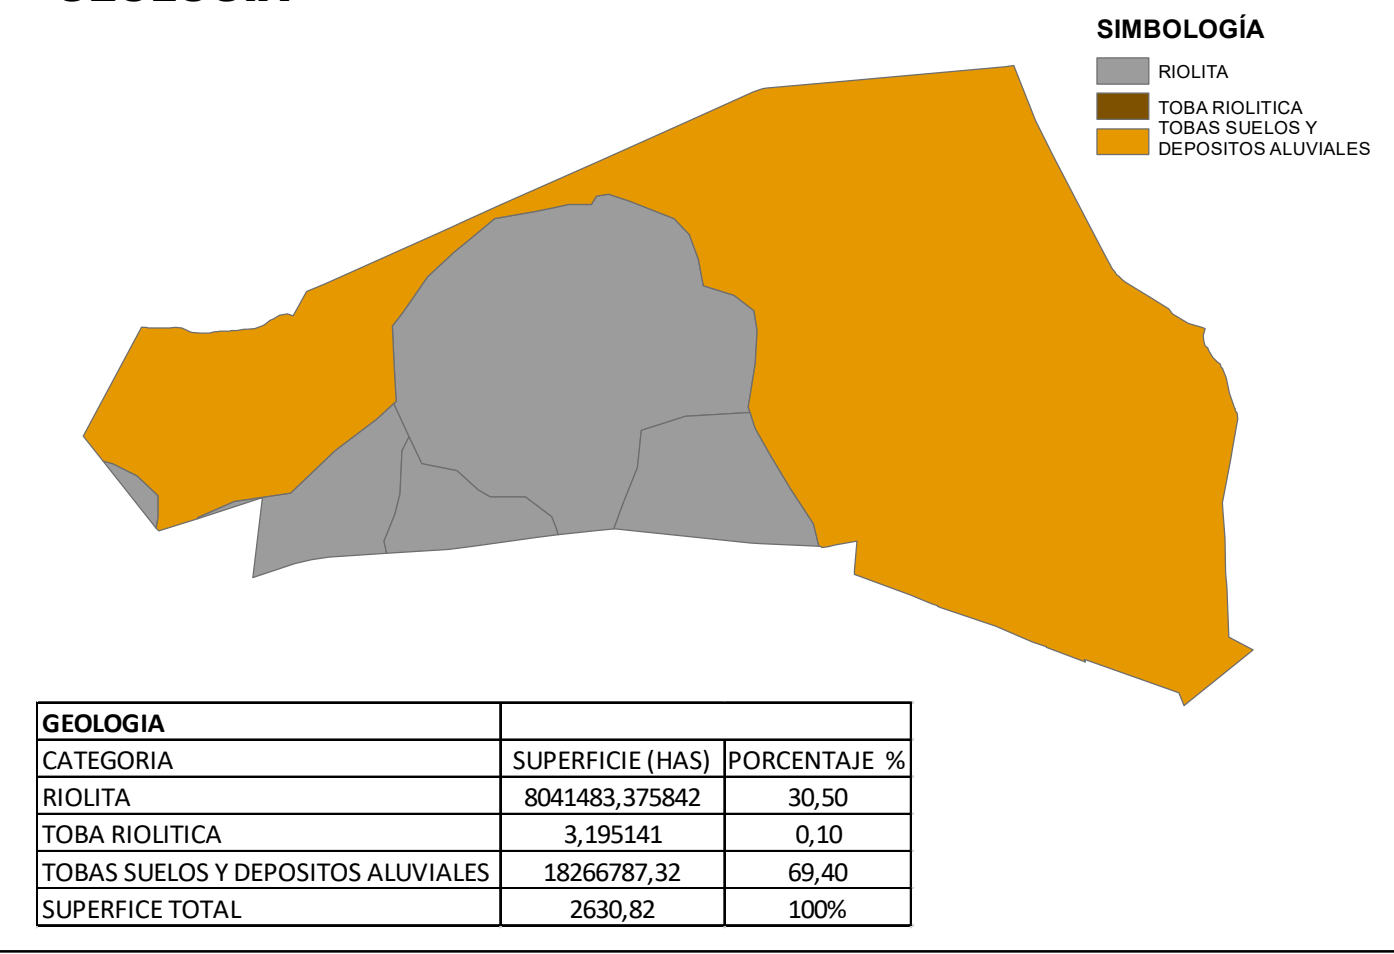 SIMBOLOGÍA
RIOLITA
TOBA RIOLITICA
TOBAS SUELOS Y
DEPOSITOS ALUVIALES
GEOLOGIA
CATEGORIA SUPERFICIE (HAS) PORCENTAJE %
RIOLITA 8041483,375842 30,50
TOBA RIOLITICA 3,195141 0,10
TOBAS SUELOS Y DEPOSITOS ALUVIALES 18266787,32 69,40
SUPERFICE TOTAL 2630,82 100%